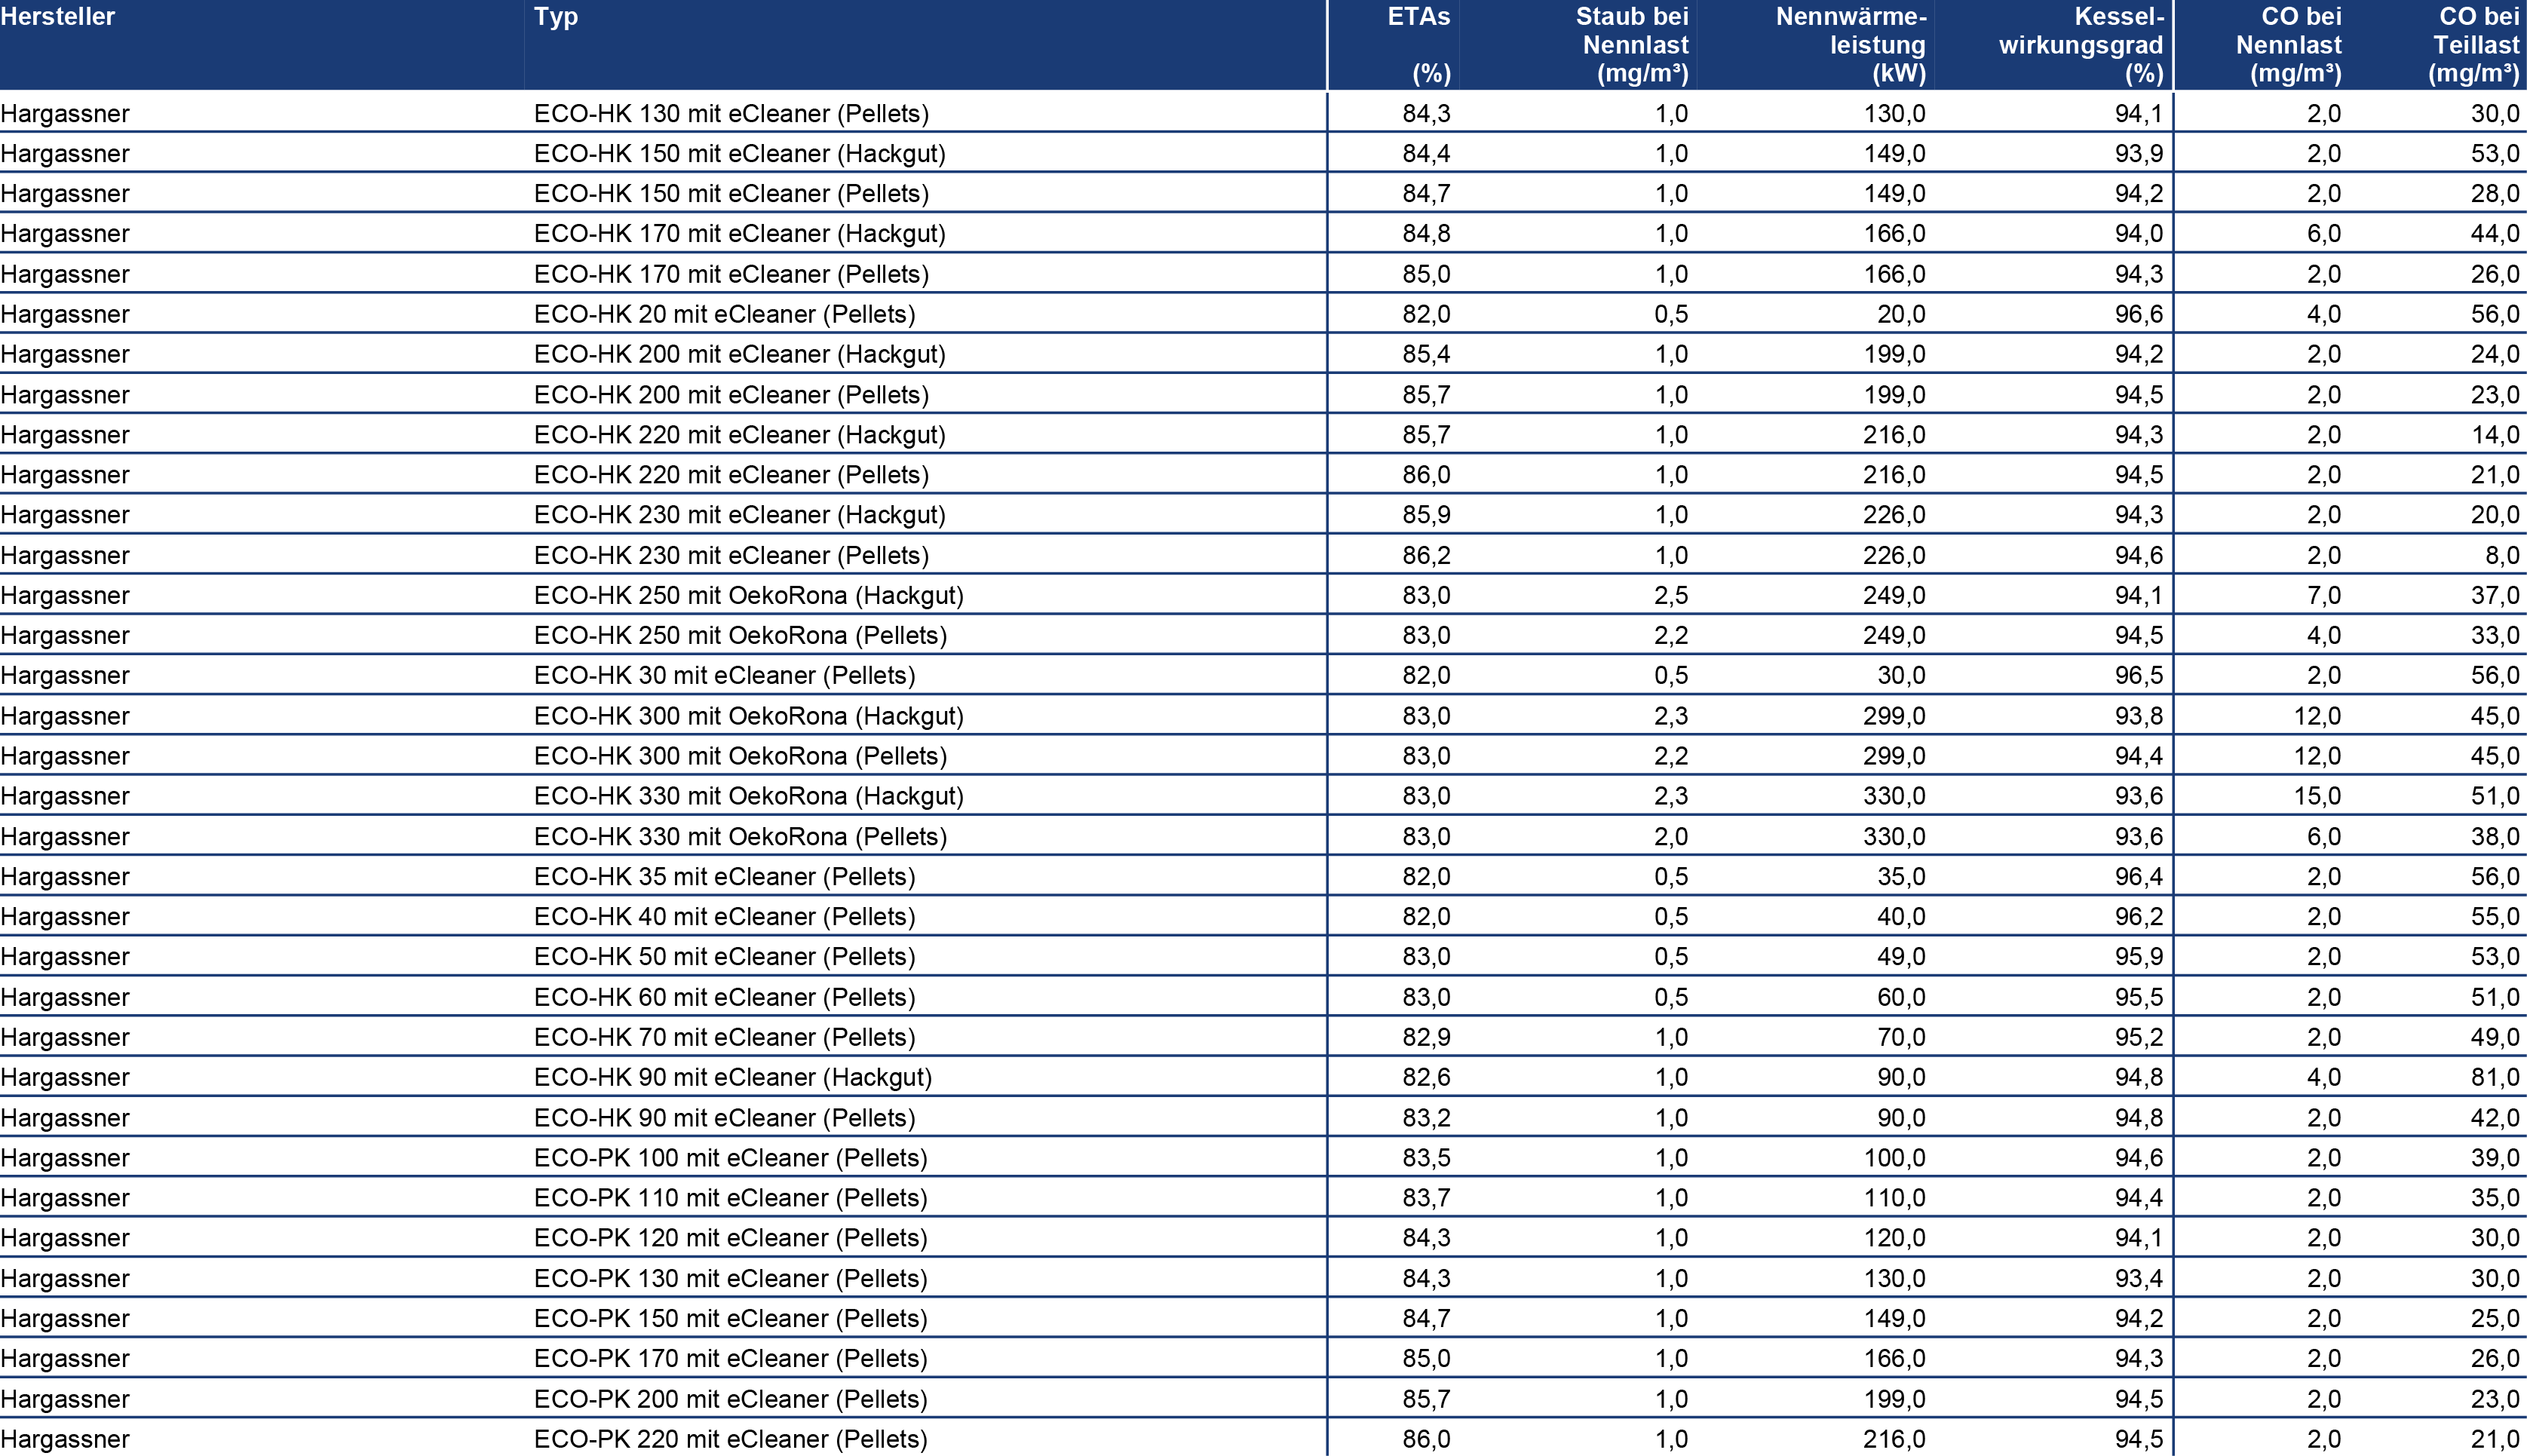 Hersteller Typ ETAs Staub bei Nennwärme- Kessel- CO bei CO bei
Nennlast leistung wirkungsgrad Nennlast Teillast
(%) (mg/m³) (kW) (%) (mg/m³) (mg/m³)
Hargassner ECO-HK 130 mit eCleaner (Pellets) 84,3 1,0 130,0 94,1 2,0 30,0
Hargassner ECO-HK 150 mit eCleaner (Hackgut) 84,4 1,0 149,0 93,9 2,0 53,0
Hargassner ECO-HK 150 mit eCleaner (Pellets) 84,7 1,0 149,0 94,2 2,0 28,0
Hargassner ECO-HK 170 mit eCleaner (Hackgut) 84,8 1,0 166,0 94,0 6,0 44,0
Hargassner ECO-HK 170 mit eCleaner (Pellets) 85,0 1,0 166,0 94,3 2,0 26,0
Hargassner ECO-HK 20 mit eCleaner (Pellets) 82,0 0,5 20,0 96,6 4,0 56,0
Hargassner ECO-HK 200 mit eCleaner (Hackgut) 85,4 1,0 199,0 94,2 2,0 24,0
Hargassner ECO-HK 200 mit eCleaner (Pellets) 85,7 1,0 199,0 94,5 2,0 23,0
Hargassner ECO-HK 220 mit eCleaner (Hackgut) 85,7 1,0 216,0 94,3 2,0 14,0
Hargassner ECO-HK 220 mit eCleaner (Pellets) 86,0 1,0 216,0 94,5 2,0 21,0
Hargassner ECO-HK 230 mit eCleaner (Hackgut) 85,9 1,0 226,0 94,3 2,0 20,0
Hargassner ECO-HK 230 mit eCleaner (Pellets) 86,2 1,0 226,0 94,6 2,0 8,0
Hargassner ECO-HK 250 mit OekoRona (Hackgut) 83,0 2,5 249,0 94,1 7,0 37,0
Hargassner ECO-HK 250 mit OekoRona (Pellets) 83,0 2,2 249,0 94,5 4,0 33,0
Hargassner ECO-HK 30 mit eCleaner (Pellets) 82,0 0,5 30,0 96,5 2,0 56,0
Hargassner ECO-HK 300 mit OekoRona (Hackgut) 83,0 2,3 299,0 93,8 12,0 45,0
Hargassner ECO-HK 300 mit OekoRona (Pellets) 83,0 2,2 299,0 94,4 12,0 45,0
Hargassner ECO-HK 330 mit OekoRona (Hackgut) 83,0 2,3 330,0 93,6 15,0 51,0
Hargassner ECO-HK 330 mit OekoRona (Pellets) 83,0 2,0 330,0 93,6 6,0 38,0
Hargassner ECO-HK 35 mit eCleaner (Pellets) 82,0 0,5 35,0 96,4 2,0 56,0
Hargassner ECO-HK 40 mit eCleaner (Pellets) 82,0 0,5 40,0 96,2 2,0 55,0
Hargassner ECO-HK 50 mit eCleaner (Pellets) 83,0 0,5 49,0 95,9 2,0 53,0
Hargassner ECO-HK 60 mit eCleaner (Pellets) 83,0 0,5 60,0 95,5 2,0 51,0
Hargassner ECO-HK 70 mit eCleaner (Pellets) 82,9 1,0 70,0 95,2 2,0 49,0
Hargassner ECO-HK 90 mit eCleaner (Hackgut) 82,6 1,0 90,0 94,8 4,0 81,0
Hargassner ECO-HK 90 mit eCleaner (Pellets) 83,2 1,0 90,0 94,8 2,0 42,0
Hargassner ECO-PK 100 mit eCleaner (Pellets) 83,5 1,0 100,0 94,6 2,0 39,0
Hargassner ECO-PK 110 mit eCleaner (Pellets) 83,7 1,0 110,0 94,4 2,0 35,0
Hargassner ECO-PK 120 mit eCleaner (Pellets) 84,3 1,0 120,0 94,1 2,0 30,0
Hargassner ECO-PK 130 mit eCleaner (Pellets) 84,3 1,0 130,0 93,4 2,0 30,0
Hargassner ECO-PK 150 mit eCleaner (Pellets) 84,7 1,0 149,0 94,2 2,0 25,0
Hargassner ECO-PK 170 mit eCleaner (Pellets) 85,0 1,0 166,0 94,3 2,0 26,0
Hargassner ECO-PK 200 mit eCleaner (Pellets) 85,7 1,0 199,0 94,5 2,0 23,0
Hargassner ECO-PK 220 mit eCleaner (Pellets) 86,0 1,0 216,0 94,5 2,0 21,0